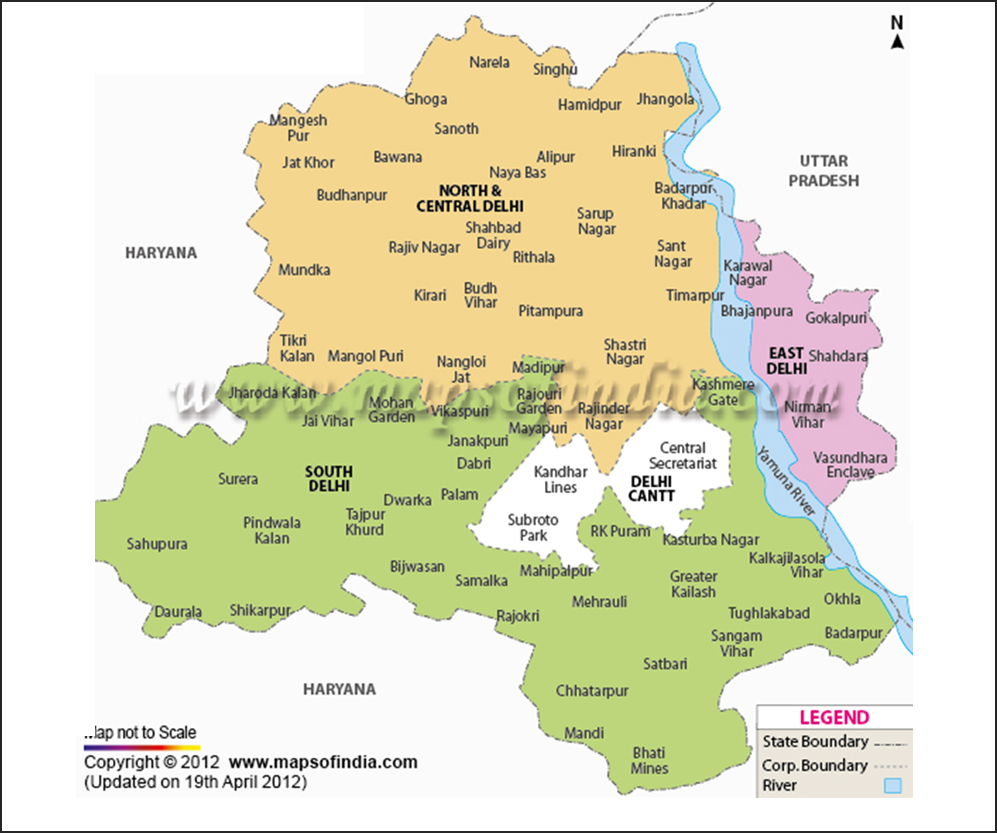 N
Narela
Singhu
Ghoga
Hamidpur
Jhangola
Mangesh
Pur
Sanoth
Jat Khor
Bawana
Alipur
Hiranki
Naya Bas
UTTAR
PRADESH
Budhanpur
NORTH &
CENTRAL DELHI
Badarpur
Khadar
Sarup
Nagar
Shahbad
Dairy
HARYANA
Rajiv Nagar
Rithala
Sant
Nagar
Mundka
Karawal
Nagar
Kirari
Budh
Vihar
Timarpur
Pitampura
Bhajanpura
Gokalpuri
Tikri
Kalan
Mangol Puri
Nangloi
Jat
Madipur
Shastri
Nagar
EAST
DELHI
Shahdara
www.mapsofindia.com
Jharoda Kalan
Mohan
Garden
Rajouri
Garden
Kashmere
Gate
Jai Vihar
Vikaspuri
Mayapuri
Rajinder
Nagar
Nirman
Vihar
Janakpuri
Central
Secretariat
Dabri
Kandhar
Lines
Vasundhara
Enclave
Surera
SOUTH
DELHI
DELHI
CANTT
Yamuna River
Dwarka
Palam
Pindwala
Kalan
Tajpur
Khurd
Subroto
Park
RK Puram
Kasturba Nagar
Sahupura
Kalkajilasola
Vihar
Bijwasan
Samalka
Mahipalpur
Greater
Kailash
Mehrauli
Okhla
Daurala
Shikarpur
Rajokri
Tughlakabad
Sangam
Vihar
Badarpur
Satbari
HARYANA
Chhatarpur
Mandi
Bhati
Mines
LEGEND
State Boundary
Corp. Boundary
River
ap not to Scale
Copyright © 2012 www.mapsofindia.com
(Updated on 19th April 2012)